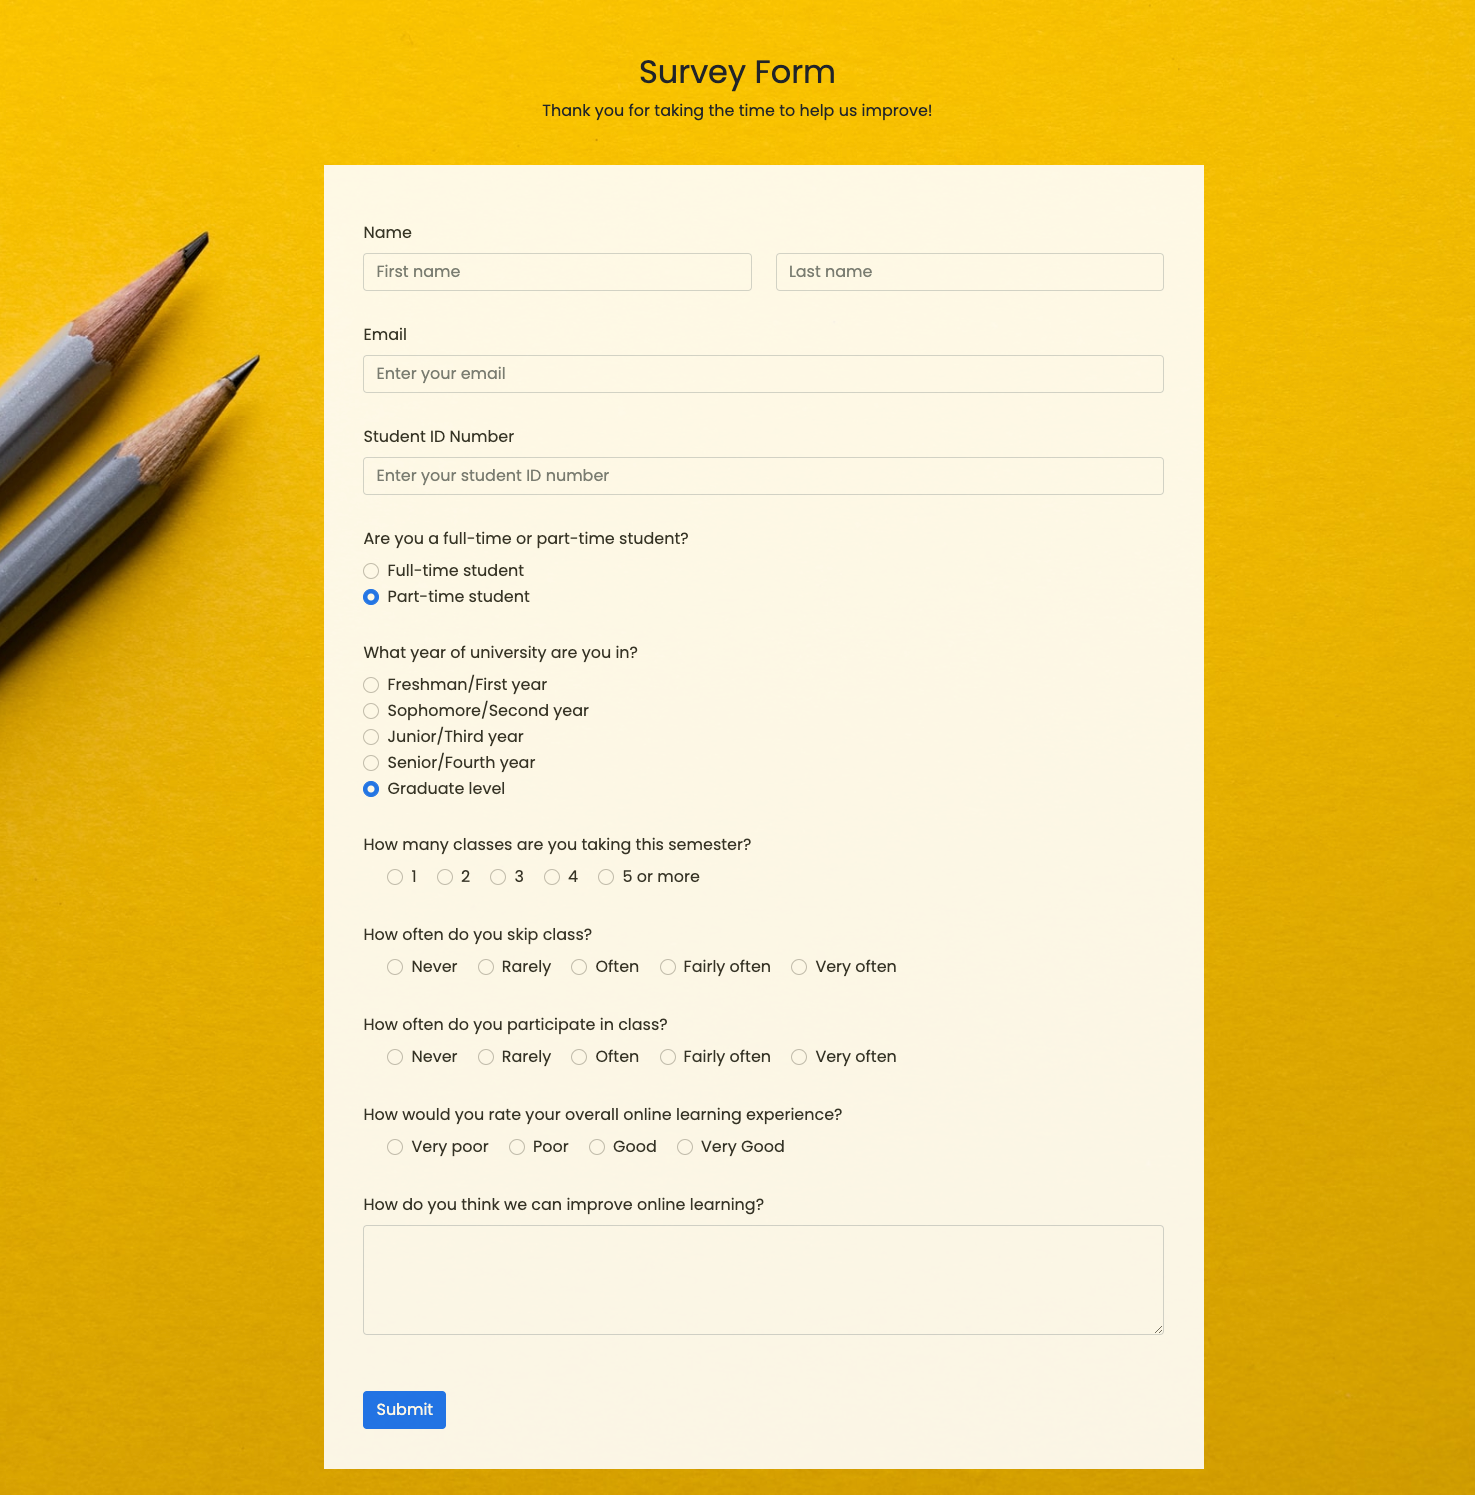 Survey Form
Thank you for taking the time to help us improve!
Name
First name Last name
Email
Enter your email
Student ID Number
Enter your student ID number
Are you a full-time or part-time student?
Full-time student
Part-time student
What year of university are you in?
Freshman/First year
Sophomore/Second year
Junior/Third year
Senior/Fourth year
Graduate level
How many classes are you taking this semester?
1 2 3 4 5 or more
How often do you skip class?
Never Rarely Often Fairly often Very often
How often do you participate in class?
Never Rarely Often Fairly often Very often
How would you rate your overall online learning experience?
Very poor Poor Good Very Good
How do you think we can improve online learning?
Submit